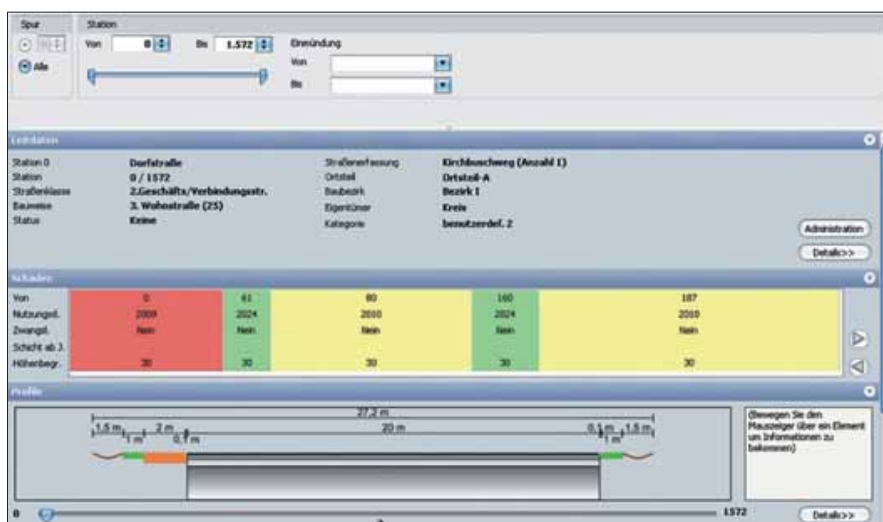 Spur Station
Von 0 Bis 1.572 Einmündung
Alle Von
Bis
Leitdaten
Station 0 Dorfstraße Straßenerfassung Kirchbuschweg (Anzahl 1)
Station 0 / 1572 Ortsteil Ortsteil-A
Straßenklasse 2.Geschäfts/Verbindungsstr. Baubezirk Bezirk I
Bauweise 3. Wohnstraße (25) Eigentümer Kreis
Status Keine Kategorie benutzerdef. 2
Administration
Details>>
Schäden
Von 0 61 80 160 187
Nutzungsd. 2009 2024 2010 2024 2010
Zwangsl. Nein Nein Nein Nein Nein
Schicht ab J.
Höhenbegr. 30 30 30 30 30
Profile
27,2 m
1,5 m 1 m 2 m 0,1 m 20 m 0,1 m 1 m 1,5 m
(Bewegen Sie den
Mauszeiger über ein Element
um Informationen zu
bekommen)
0 1572 Details>>